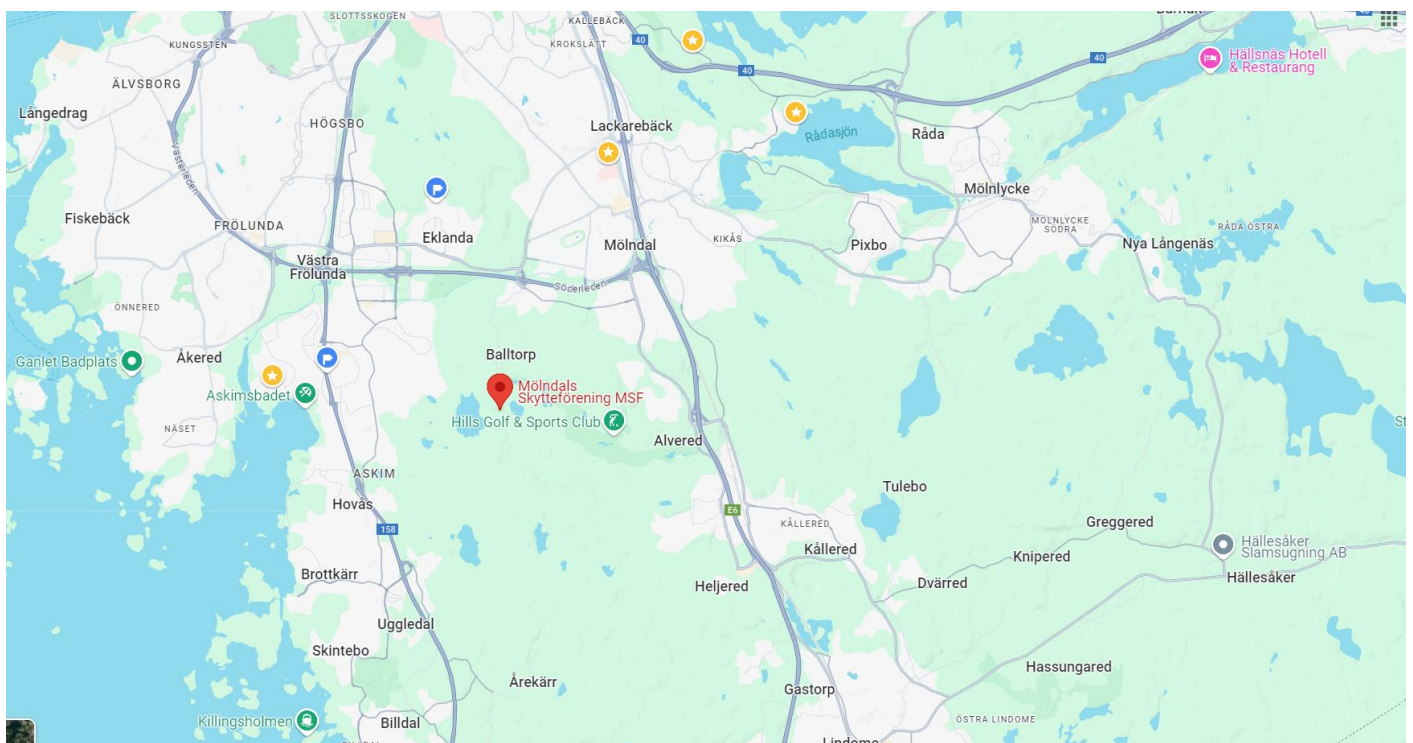 SLOTTSSKOGEN
KALLEBÄCK
KUNGSSTEN
KROKSLÄTT
40
40
40
Hällsnäs Hotell
& Restaurang
ÄLVSBORG
Långedrag
HÖGSBO
Lackarebäck
Rådasjön
Råda
Västerleden
Mölnlycke
Fiskebäck
FRÖLUNDA
Eklanda
Mölndal
KIKÅS
Pixbo
MÖLNLYCKE
SÖDRA
Nya Långenäs
RÅDA ÖSTRA
Västra
Frölunda
Söderleden
ÖNNERED
Balltorp
Ganlet Badplats
Åkered
Askimsbadet
Mölndals
Skytteförening MSF
Hills Golf & Sports Club
NÄSET
Alvered
St
ASKIM
Hovås
Tulebo
158
E6
KÅLLERED
Kållered
Greggered
Knipered
Hällesåker
Slamsugning AB
Hällesåker
Brottkärr
Heljered
Dvärred
Uggledal
Skintebo
Hassungared
Årekärr
Gastorp
Killingsholmen
Billdal
ÖSTRA LINDOME
Lindome